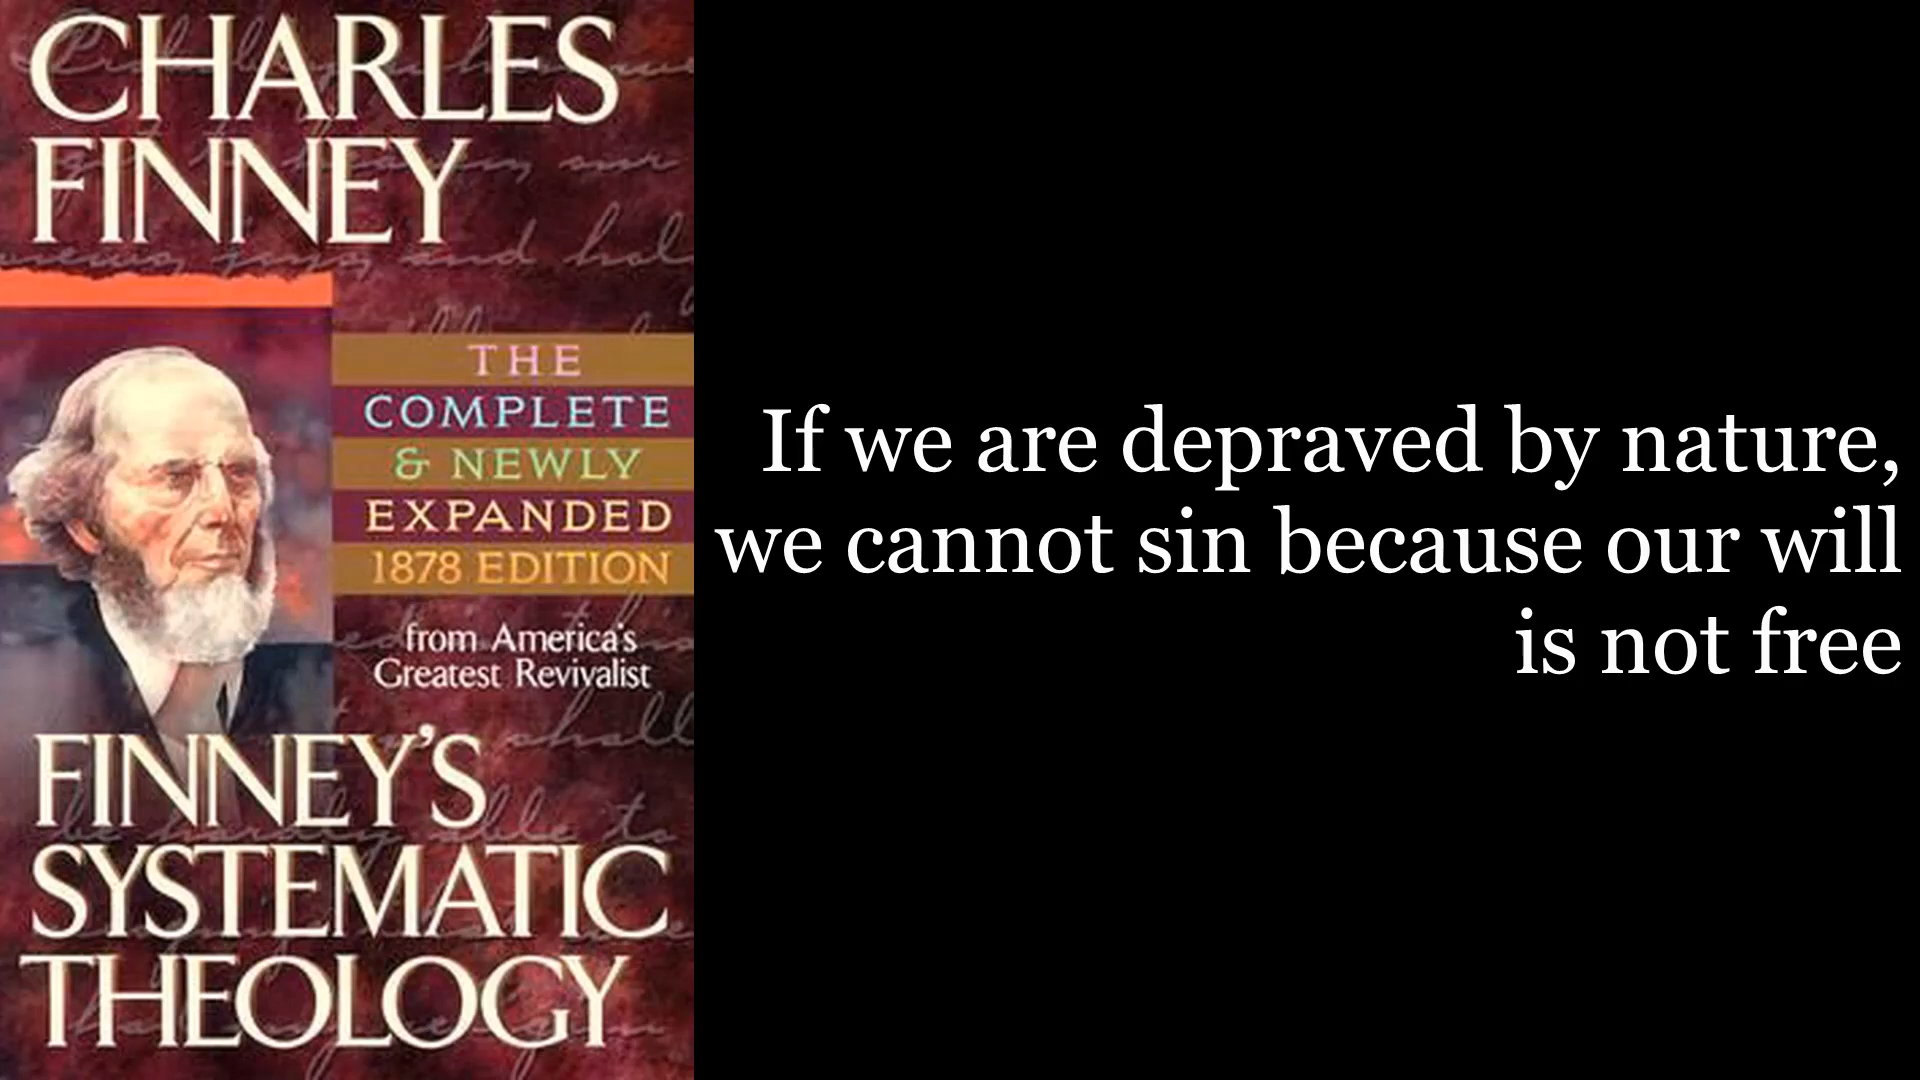 CHARLES
FINNEY
THE
COMPLETE
& NEWLY
EXPANDED
1878 EDITION
from America's
Greatest Revivalist
FINNEY'S
SYSTEMATIC
THEOLOGY
If we are depraved by nature,
we cannot sin because our will
is not free